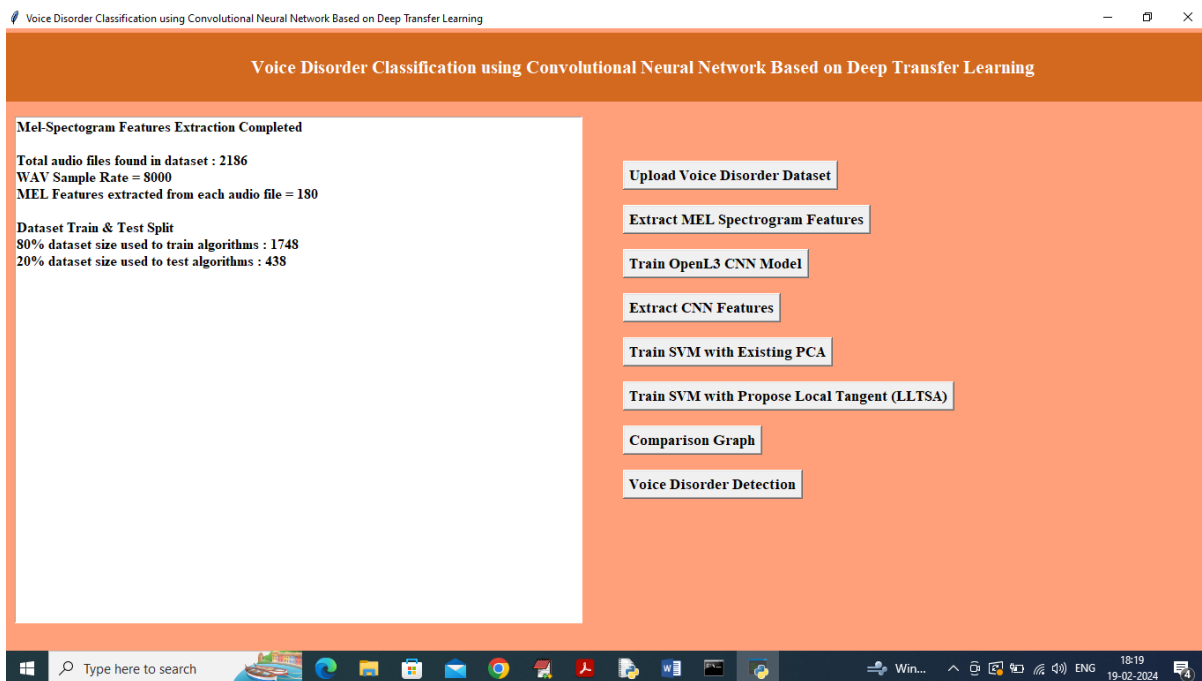 Voice Disorder Classification using Convolutional Neural Network Based on Deep Transfer Learning
Voice Disorder Classification using Convolutional Neural Network Based on Deep Transfer Learning
Mel-Spectogram Features Extraction Completed
Total audio files found in dataset : 2186
WAV Sample Rate = 8000
MEL Features extracted from each audio file = 180
Dataset Train & Test Split
80% dataset size used to train algorithms : 1748
20% dataset size used to test algorithms : 438
Upload Voice Disorder Dataset
Extract MEL Spectrogram Features
Train OpenL3 CNN Model
Extract CNN Features
Train SVM with Existing PCA
Train SVM with Propose Local Tangent (LLTSA)
Comparison Graph
Voice Disorder Detection
Type here to search
Win...
ENG
18:19
19-02-2024
4